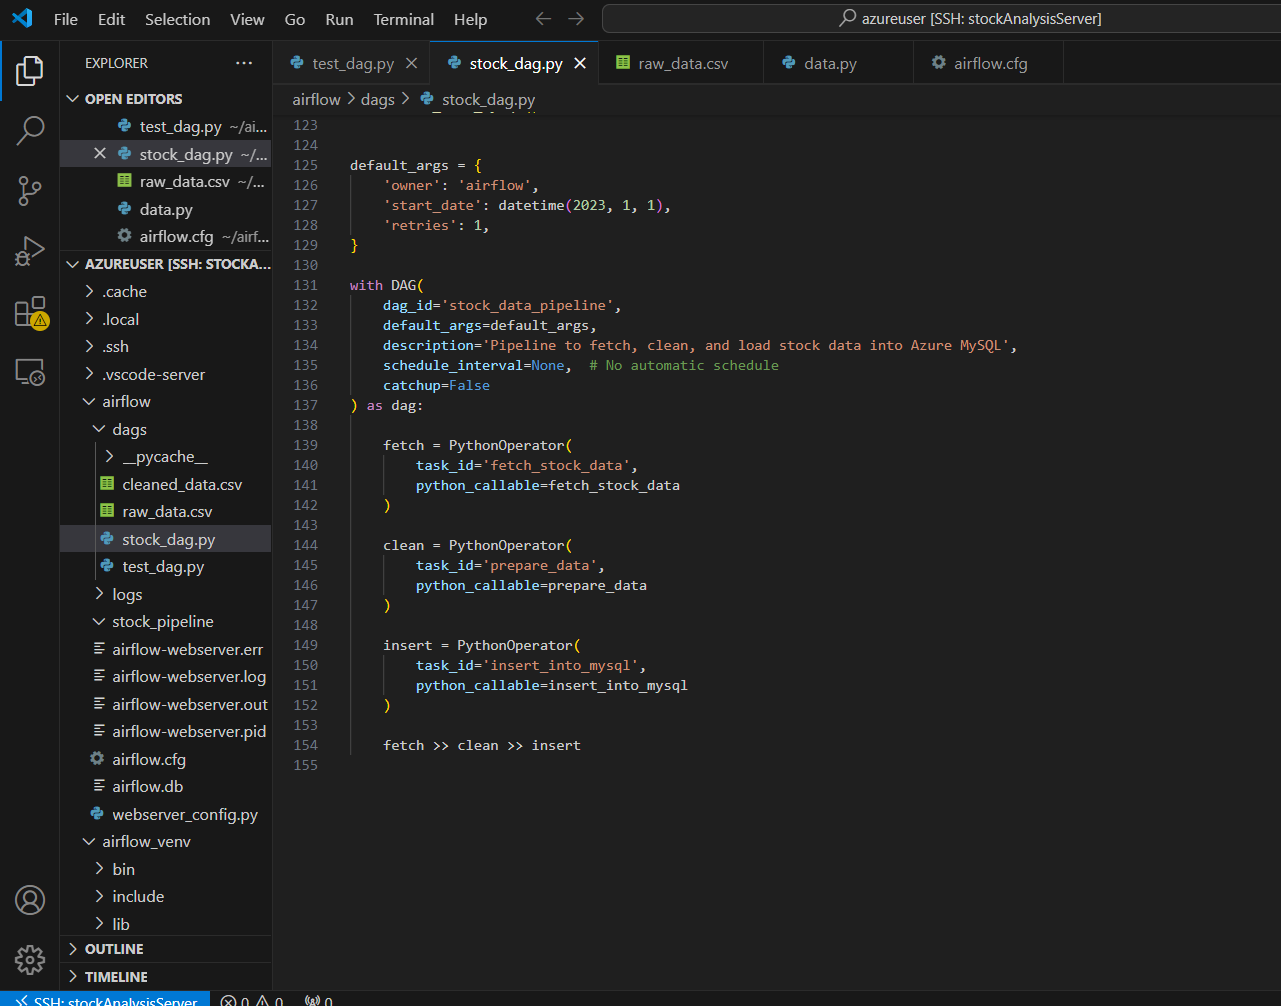 File Edit Selection View Go Run Terminal Help
azureuser [SSH: stockAnalysisServer]
EXPLORER
OPEN EDITORS
test_dag.py ~/ai...
stock_dag.py ~/...
raw_data.csv ~/...
data.py
airflow.cfg ~/airf...
AZUREUSER [SSH: STOCKA...
.cache
.local
.ssh
.vscode-server
airflow
dags
__pycache__
cleaned_data.csv
raw_data.csv
stock_dag.py
test_dag.py
logs
stock_pipeline
airflow-webserver.err
airflow-webserver.log
airflow-webserver.out
airflow-webserver.pid
airflow.cfg
airflow.db
webserver_config.py
airflow_venv
bin
include
lib
OUTLINE
TIMELINE
test_dag.py stock_dag.py raw_data.csv data.py airflow.cfg
airflow > dags > stock_dag.py
123
124
125 default_args = {
126     'owner': 'airflow',
127     'start_date': datetime(2023, 1, 1),
128     'retries': 1,
129 }
130
131 with DAG(
132     dag_id='stock_data_pipeline',
133     default_args=default_args,
134     description='Pipeline to fetch, clean, and load stock data into Azure MySQL',
135     schedule_interval=None,  # No automatic schedule
136     catchup=False
137 ) as dag:
138
139     fetch = PythonOperator(
140         task_id='fetch_stock_data',
141         python_callable=fetch_stock_data
142     )
143
144     clean = PythonOperator(
145         task_id='prepare_data',
146         python_callable=prepare_data
147     )
148
149     insert = PythonOperator(
150         task_id='insert_into_mysql',
151         python_callable=insert_into_mysql
152     )
153
154     fetch >> clean >> insert
155
SSH: stockAnalysisServer 0 0 0